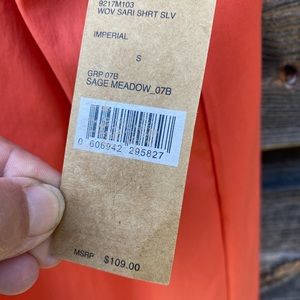 9217M103
WOV SARI SHRT SLV
IMPERIAL
S
GRP 07B
SAGE MEADOW_07B
0 606942 295827
MSRP $109.00